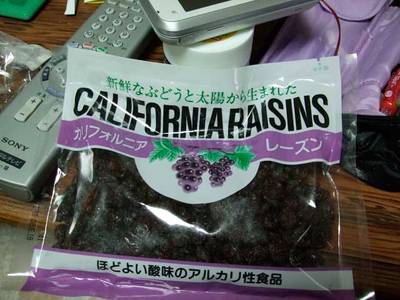 新鮮なぶどうと太陽から生まれた
CALIFORNIA RAISINS
カリフォルニア レーズン
ほどよい酸味のアルカリ性食品
SONY